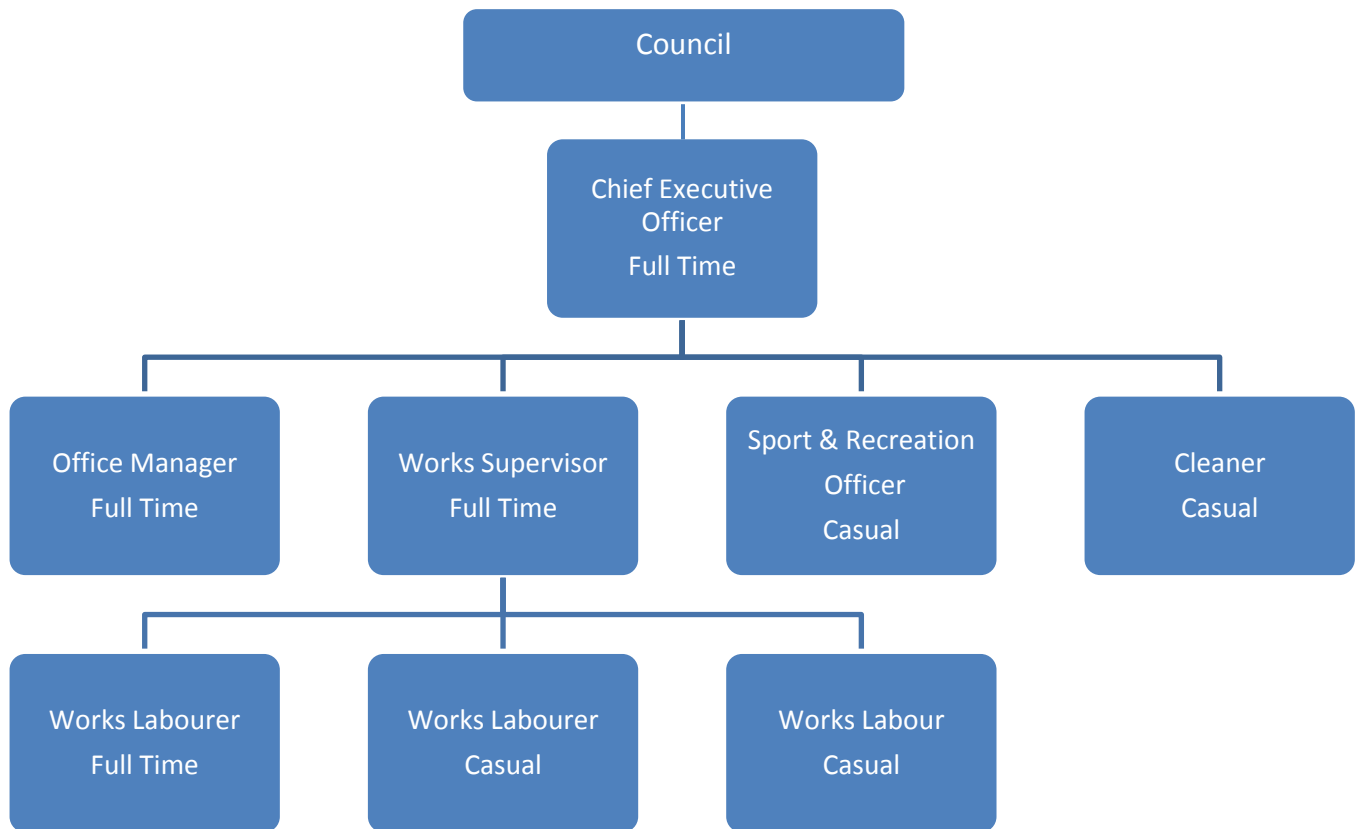 Council
Chief Executive
Officer
Full Time
Office Manager
Full Time
Works Supervisor
Full Time
Sport & Recreation
Officer
Casual
Cleaner
Casual
Works Labourer
Full Time
Works Labourer
Casual
Works Labour
Casual